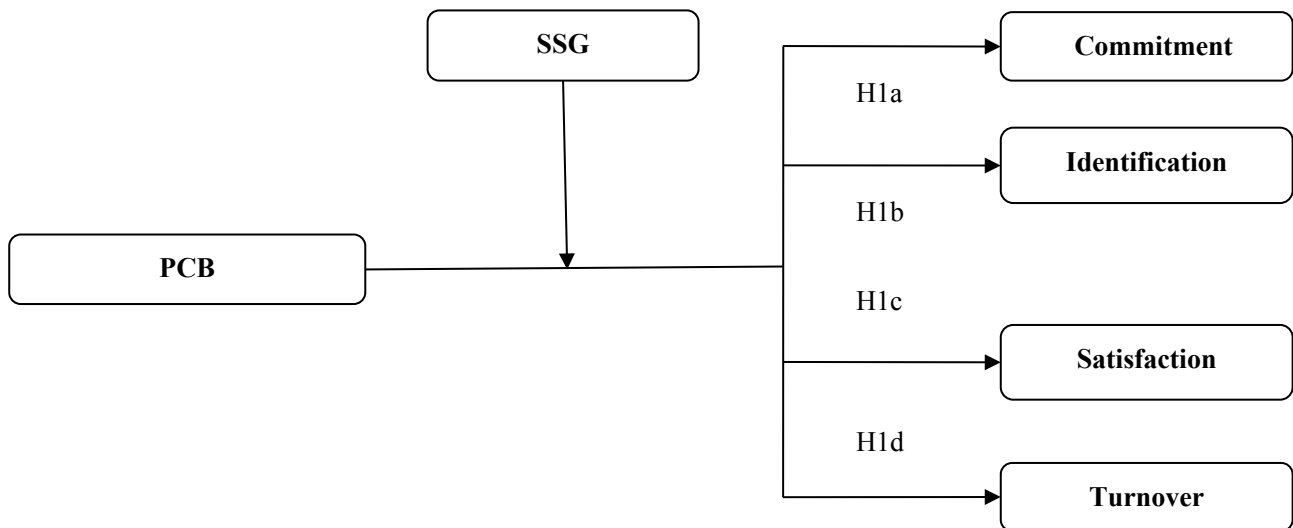 SSG
Commitment
H1a
Identification
H1b
PCB
H1c
Satisfaction
H1d
Turnover